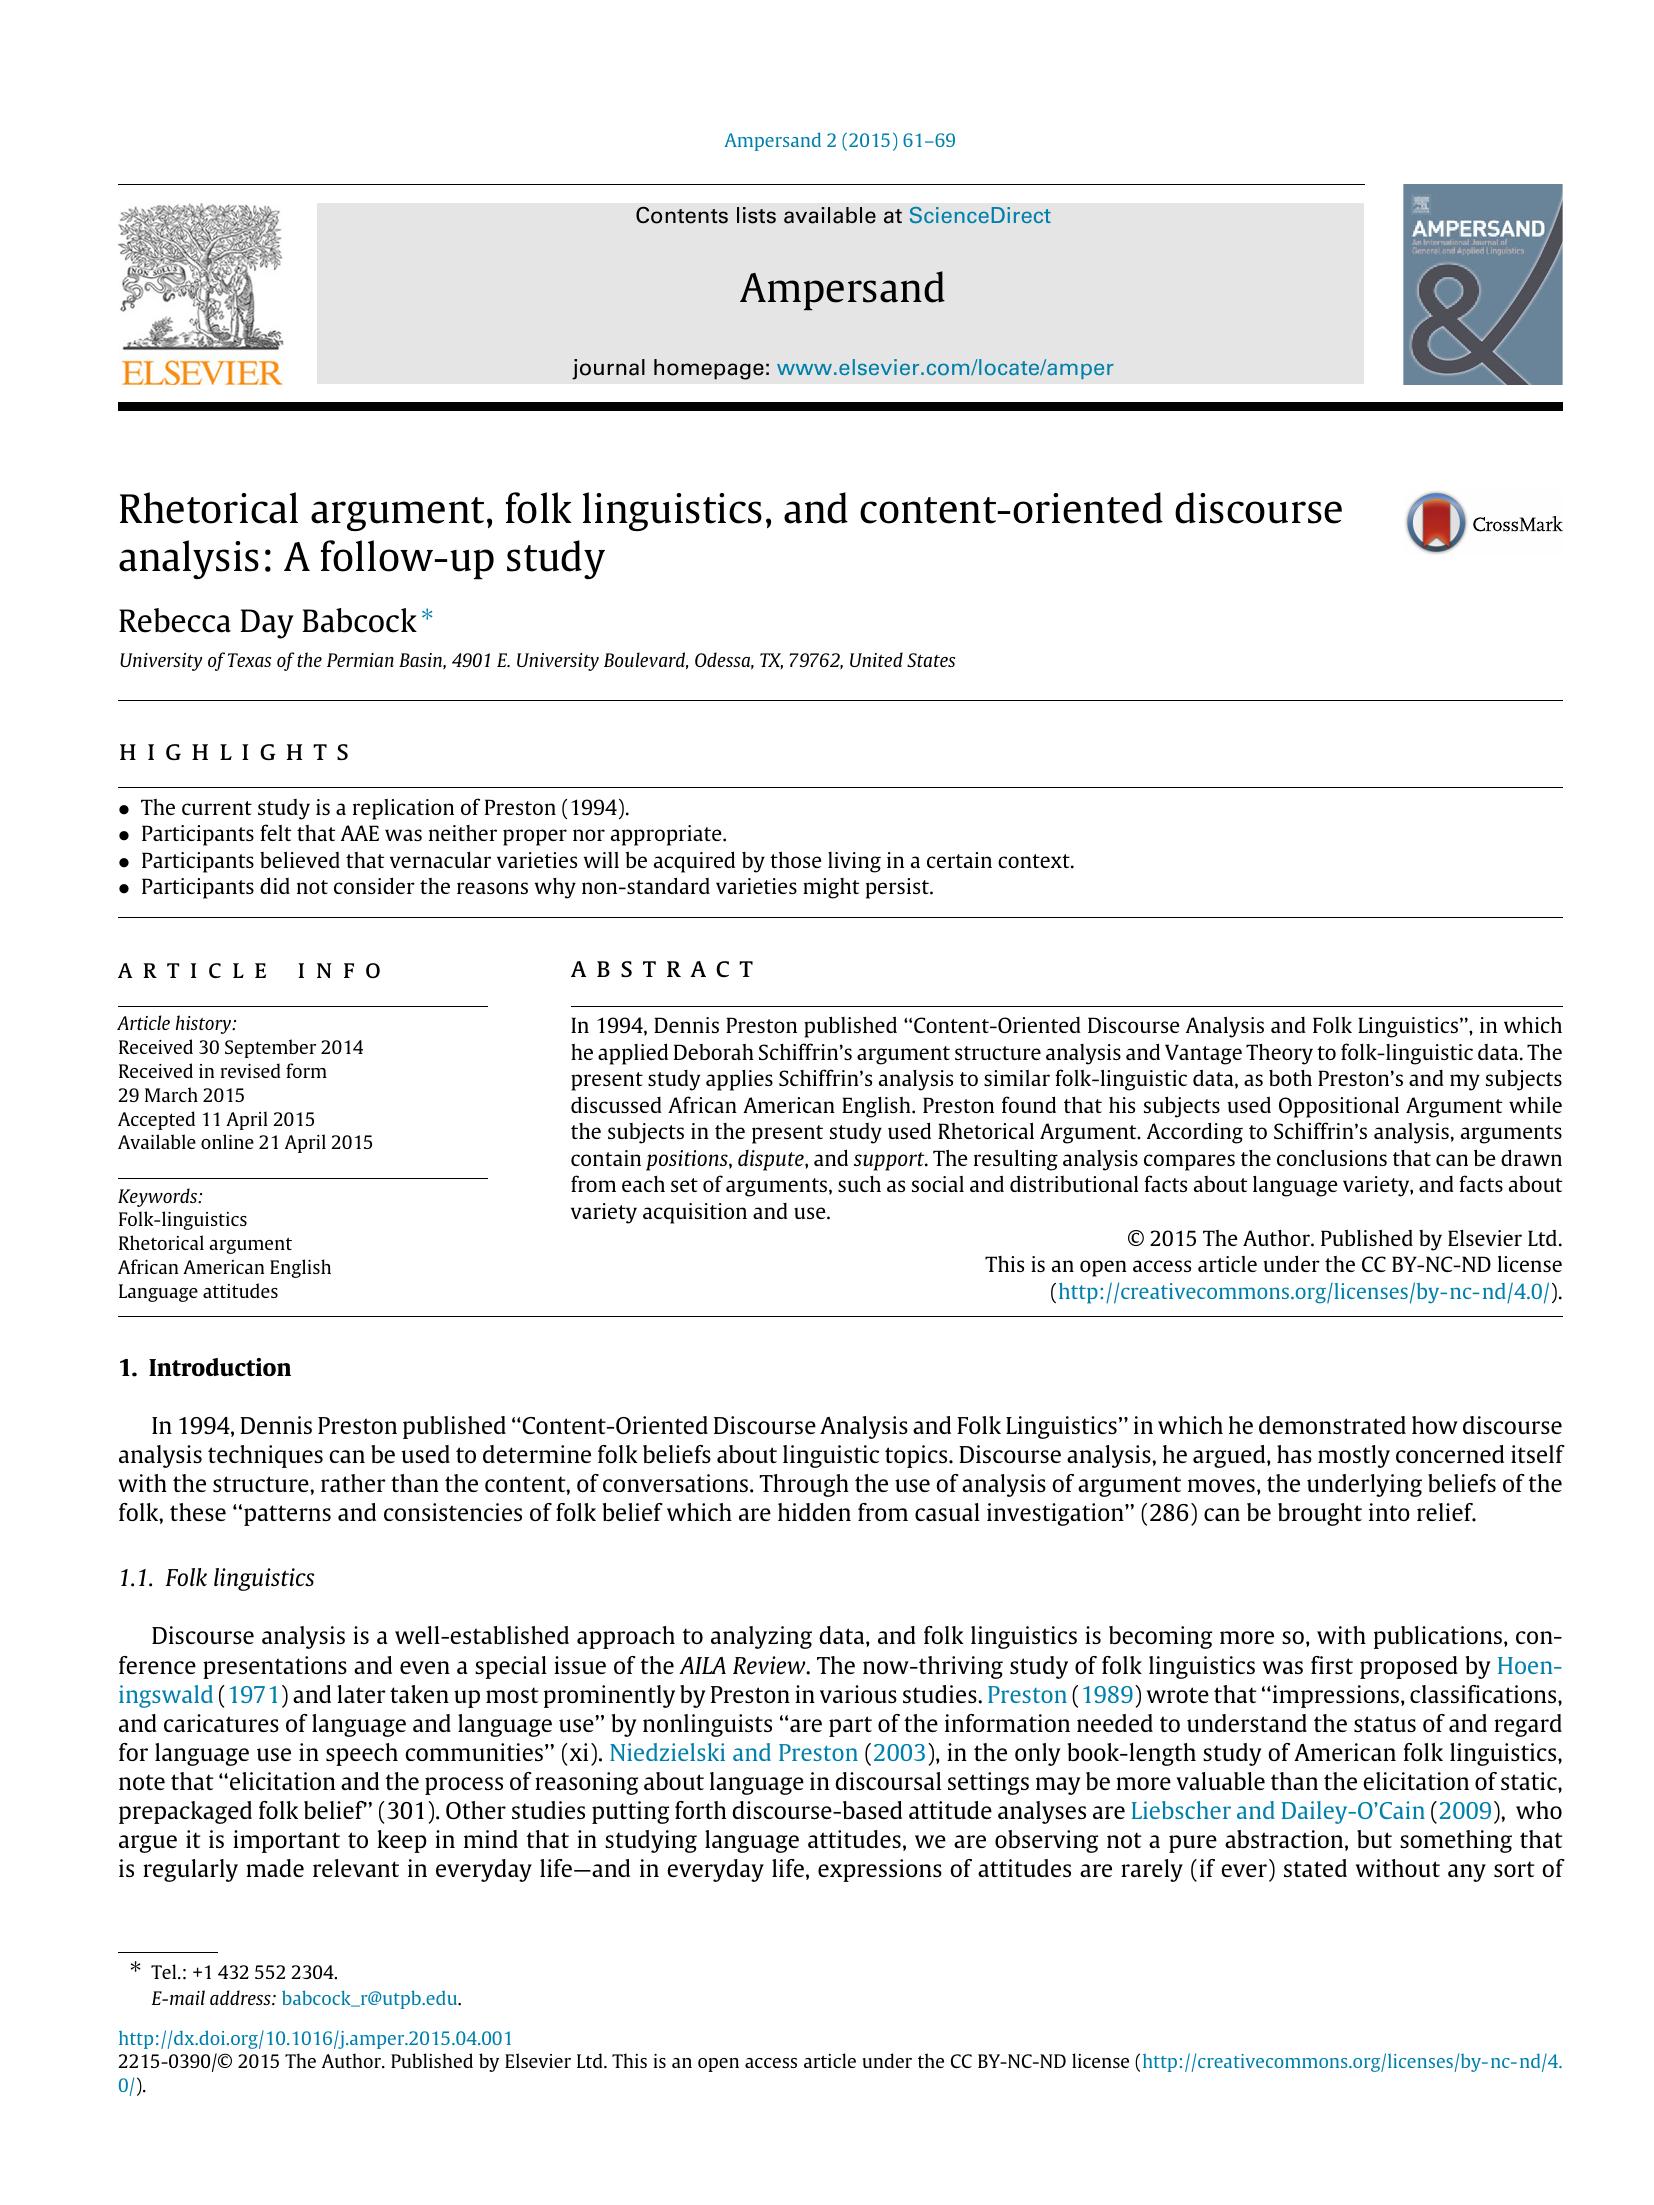 Ampersand 2 (2015) 61–69
Contents lists available at ScienceDirect
Ampersand
journal homepage: www.elsevier.com/locate/amper
NON SOLUS
ELSEVIER
AMPERSAND
An International Journal of
General and Applied Linguistics
&
Rhetorical argument, folk linguistics, and content-oriented discourse
analysis: A follow-up study
CrossMark
Rebecca Day Babcock *
University of Texas of the Permian Basin, 4901 E. University Boulevard, Odessa, TX, 79762, United States
HIGHLIGHTS
• The current study is a replication of Preston (1994).
• Participants felt that AAE was neither proper nor appropriate.
• Participants believed that vernacular varieties will be acquired by those living in a certain context.
• Participants did not consider the reasons why non-standard varieties might persist.
ARTICLE INFO
Article history:
Received 30 September 2014
Received in revised form
29 March 2015
Accepted 11 April 2015
Available online 21 April 2015
Keywords:
Folk-linguistics
Rhetorical argument
African American English
Language attitudes
ABSTRACT
In 1994, Dennis Preston published ‘‘Content-Oriented Discourse Analysis and Folk Linguistics’’, in which
he applied Deborah Schiffrin’s argument structure analysis and Vantage Theory to folk-linguistic data. The
present study applies Schiffrin’s analysis to similar folk-linguistic data, as both Preston’s and my subjects
discussed African American English. Preston found that his subjects used Oppositional Argument while
the subjects in the present study used Rhetorical Argument. According to Schiffrin’s analysis, arguments
contain positions, dispute, and support. The resulting analysis compares the conclusions that can be drawn
from each set of arguments, such as social and distributional facts about language variety, and facts about
variety acquisition and use.
© 2015 The Author. Published by Elsevier Ltd.
This is an open access article under the CC BY-NC-ND license
(http://creativecommons.org/licenses/by-nc-nd/4.0/).
1. Introduction
In 1994, Dennis Preston published ‘‘Content-Oriented Discourse Analysis and Folk Linguistics’’ in which he demonstrated how discourse
analysis techniques can be used to determine folk beliefs about linguistic topics. Discourse analysis, he argued, has mostly concerned itself
with the structure, rather than the content, of conversations. Through the use of analysis of argument moves, the underlying beliefs of the
folk, these ‘‘patterns and consistencies of folk belief which are hidden from casual investigation’’ (286) can be brought into relief.
1.1. Folk linguistics
Discourse analysis is a well-established approach to analyzing data, and folk linguistics is becoming more so, with publications, con-
ference presentations and even a special issue of the AILA Review. The now-thriving study of folk linguistics was first proposed by Hoen-
ingswald (1971) and later taken up most prominently by Preston in various studies. Preston (1989) wrote that ‘‘impressions, classifications,
and caricatures of language and language use’’ by nonlinguists ‘‘are part of the information needed to understand the status of and regard
for language use in speech communities’’ (xi). Niedzielski and Preston (2003), in the only book-length study of American folk linguistics,
note that ‘‘elicitation and the process of reasoning about language in discoursal settings may be more valuable than the elicitation of static,
prepackaged folk belief’’ (301). Other studies putting forth discourse-based attitude analyses are Liebscher and Dailey-O’Cain (2009), who
argue it is important to keep in mind that in studying language attitudes, we are observing not a pure abstraction, but something that
is regularly made relevant in everyday life—and in everyday life, expressions of attitudes are rarely (if ever) stated without any sort of
* Tel.: +1 432 552 2304.
E-mail address: babcock_r@utpb.edu.
http://dx.doi.org/10.1016/j.amper.2015.04.001
2215-0390/© 2015 The Author. Published by Elsevier Ltd. This is an open access article under the CC BY-NC-ND license (http://creativecommons.org/licenses/by-nc-nd/4.
0/).